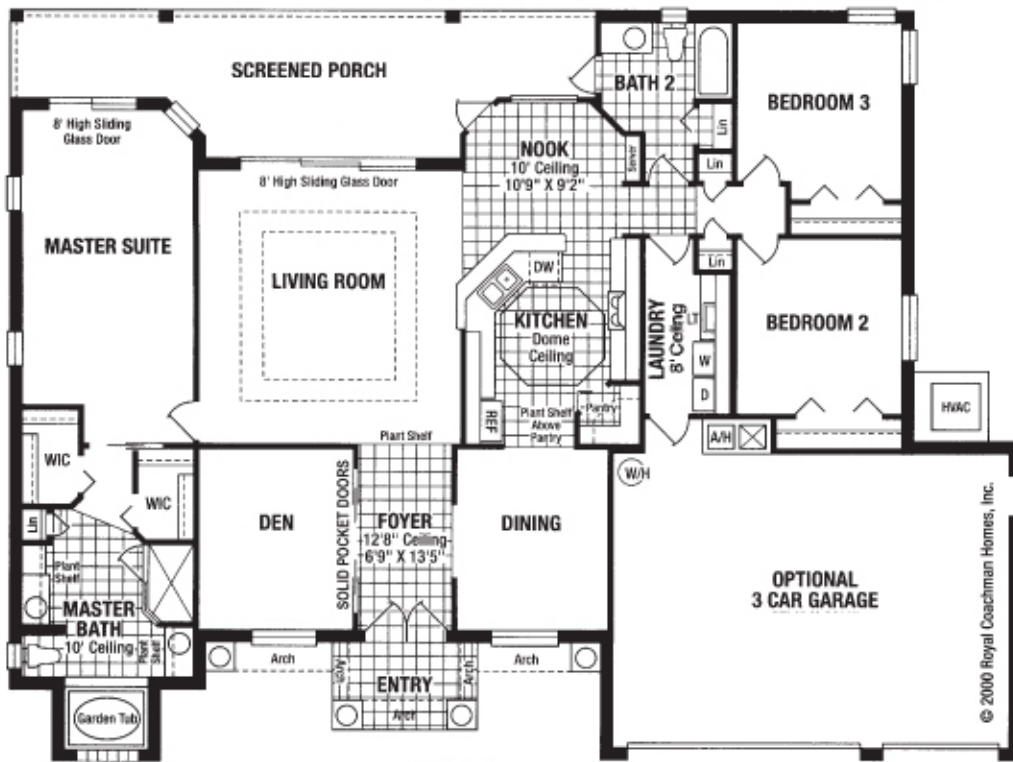 SCREENED PORCH
BATH 2
BEDROOM 3
8' High Sliding
Glass Door
Lin
NOOK
10' Ceiling
10'9" X 9'2"
Server
Lin
8' High Sliding Glass Door
MASTER SUITE
LIVING ROOM
DW
Lin
KITCHEN
Dome
Ceiling
LAUNDRY
8' Ceiling
LT
W
D
BEDROOM 2
HVAC
REF
Plant Shelf
Above
Pantry
Pantry
Plant Shelf
A/H
W/H
WIC
WIC
Lin
DEN
SOLID POCKET DOORS
FOYER
12'8" Ceiling
6'9" X 13'5"
DINING
Plant
Shelf
MASTER
BATH
10' Ceiling
Plant
Shelf
OPTIONAL
3 CAR GARAGE
© 2000 Royal Coachman Homes, Inc.
Arch
Arch
ENTRY
Arch
Arch
Arch
Garden Tub